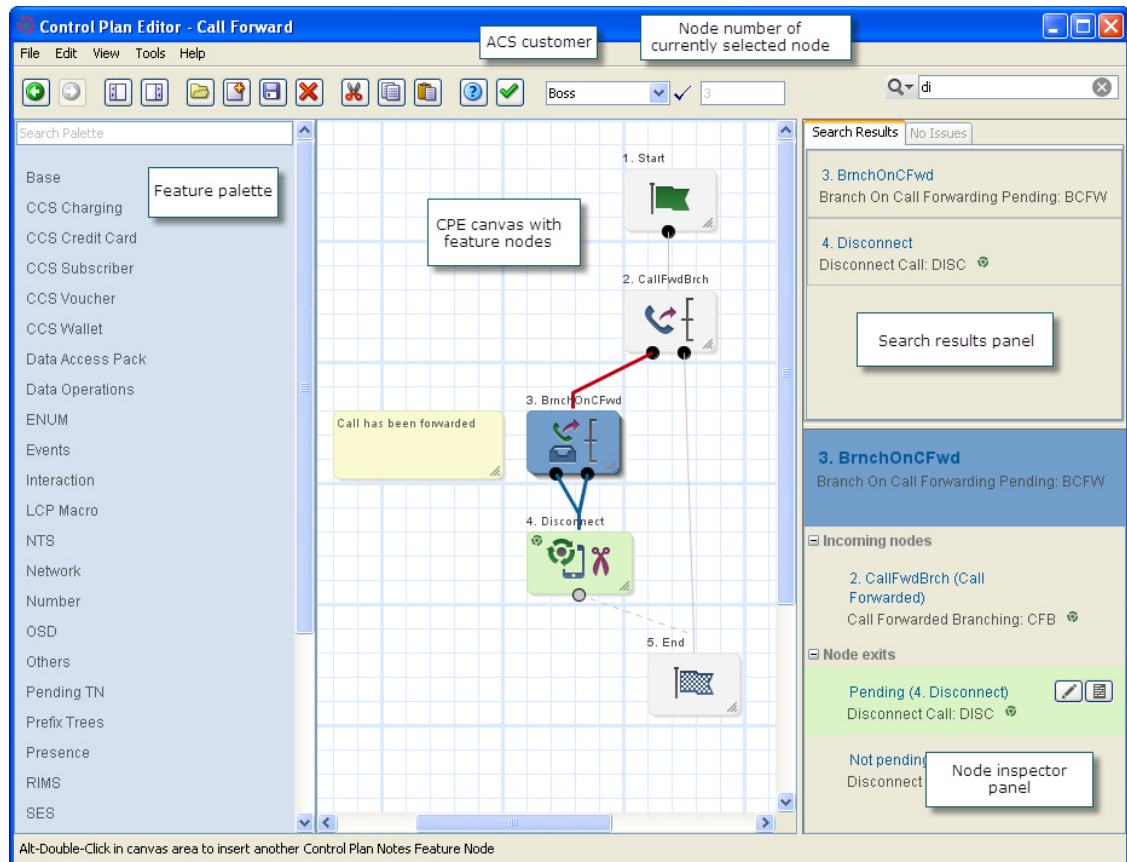 Control Plan Editor - Call Forward
File Edit View Tools Help
ACS customer
Node number of
currently selected node
Boss
3
di
Search Palette
Base
CCS Charging
CCS Credit Card
CCS Subscriber
CCS Voucher
CCS Wallet
Data Access Pack
Data Operations
ENUM
Events
Interaction
LCP Macro
NTS
Network
Number
OSD
Others
Pending TN
Prefix Trees
Presence
RIMS
SES
Feature palette
1. Start
CPE canvas with
feature nodes
2. CallFwdBrch
3. BrnchOnCFwd
Call has been forwarded
4. Disconnect
5. End
Search Results No Issues
3. BrnchOnCFwd
Branch On Call Forwarding Pending: BCFW
4. Disconnect
Disconnect Call: DISC
Search results panel
3. BrnchOnCFwd
Branch On Call Forwarding Pending: BCFW
Incoming nodes
2. CallFwdBrch (Call
Forwarded)
Call Forwarded Branching: CFB
Node exits
Pending (4. Disconnect)
Disconnect Call: DISC
Not pending
Disconnect
Node inspector
panel
Alt-Double-Click in canvas area to insert another Control Plan Notes Feature Node